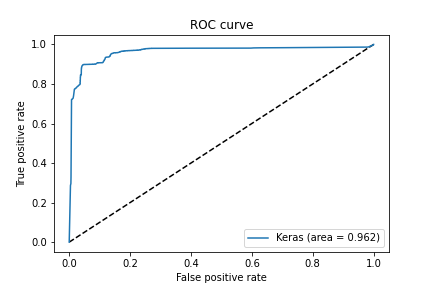 ROC curve
1.0
0.8
0.6
0.4
0.2
0.0
True positive rate
Keras (area = 0.962)
0.0 0.2 0.4 0.6 0.8 1.0
False positive rate